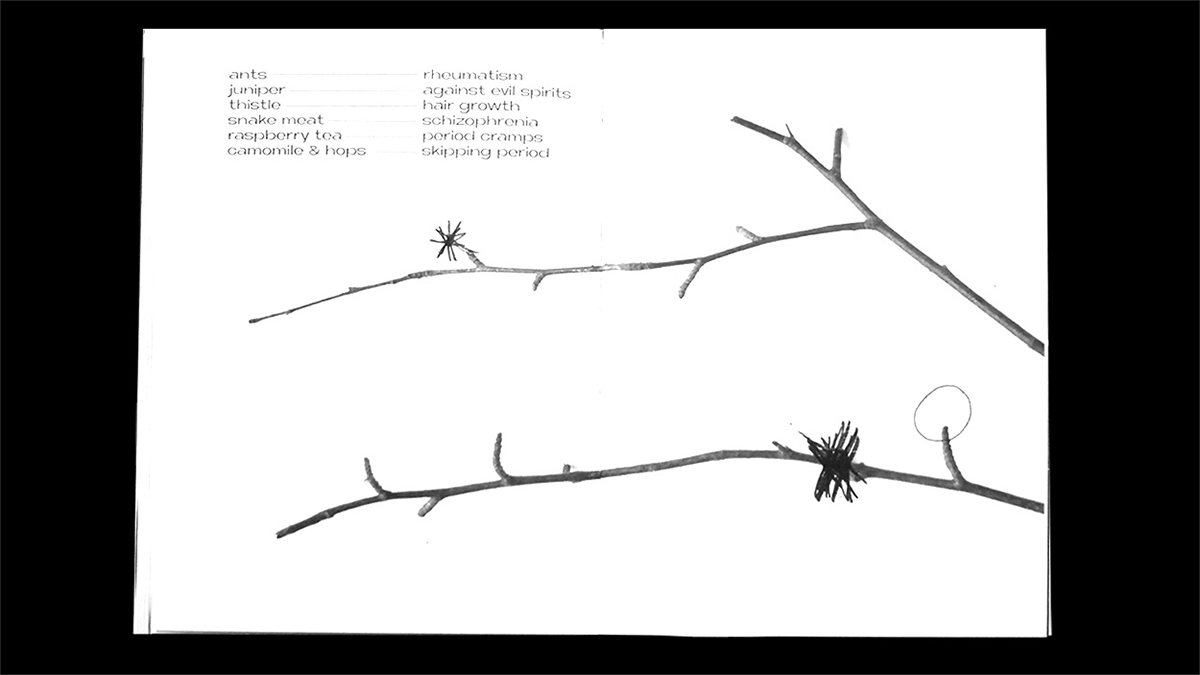 ants rheumatism
juniper against evil spirits
thistle hair growth
snake meat schizophrenia
raspberry tea period cramps
camomile & hops skipping period